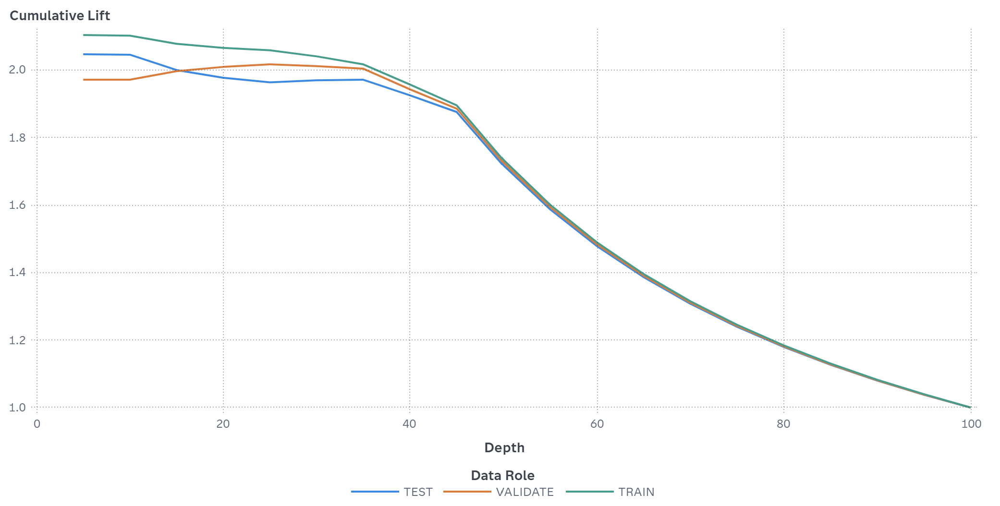 Cumulative Lift
2.0
1.8
1.6
1.4
1.2
1.0
0 20 40 60 80 100
Depth
Data Role
TEST VALIDATE TRAIN